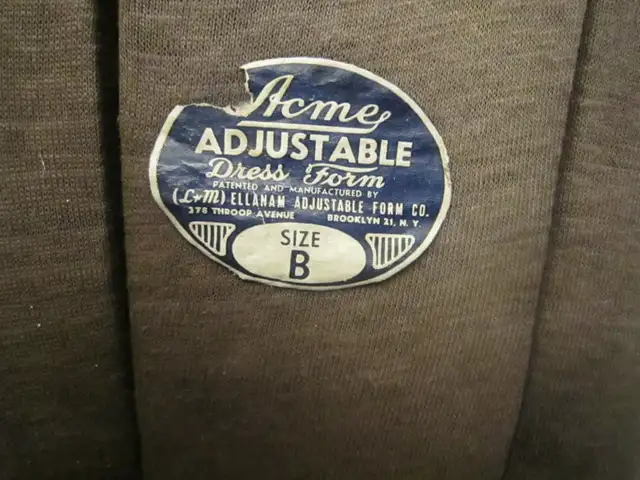 Acme
ADJUSTABLE
Dress Form
PATENTED AND MANUFACTURED BY
(L&M) ELLANAM ADJUSTABLE FORM CO.
378 THROOP AVENUE BROOKLYN 21, N. Y.
SIZE
B